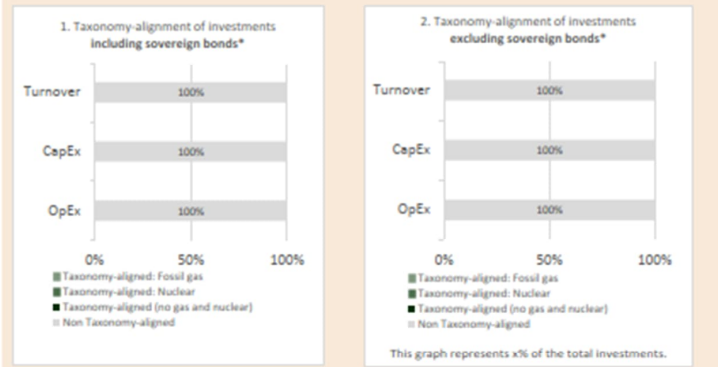 1. Taxonomy-alignment of investments
including sovereign bonds*
Turnover
100%
CapEx
100%
OpEx
100%
0%
50%
100%
Taxonomy-aligned: Fossil gas
Taxonomy-aligned: Nuclear
Taxonomy-aligned (no gas and nuclear)
Non Taxonomy-aligned
2. Taxonomy-alignment of investments
excluding sovereign bonds*
Turnover
100%
CapEx
100%
OpEx
100%
0%
50%
100%
Taxonomy-aligned: Fossil gas
Taxonomy-aligned: Nuclear
Taxonomy-aligned (no gas and nuclear)
Non Taxonomy-aligned
This graph represents x% of the total investments.